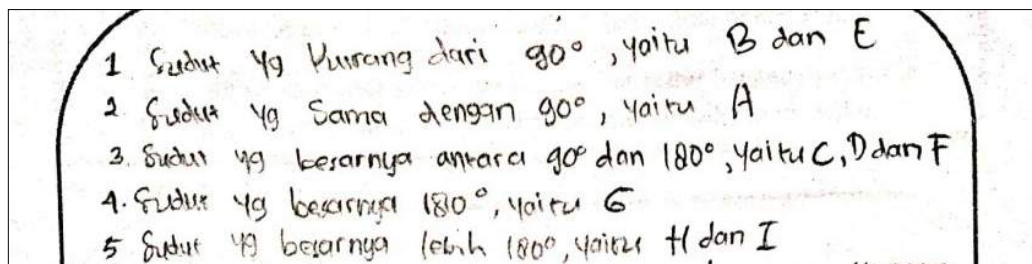 1 Sudut yg kurang dari 90°, yaitu B dan E
2. Sudut yg Sama dengan 90°, yaitu A
3. Sudut yg besarnya antara 90° dan 180°, yaitu C, D dan F
4. Sudut yg besarnya 180°, yaitu G
5 Sudut yg besarnya lebih 180°, yaitu H dan I